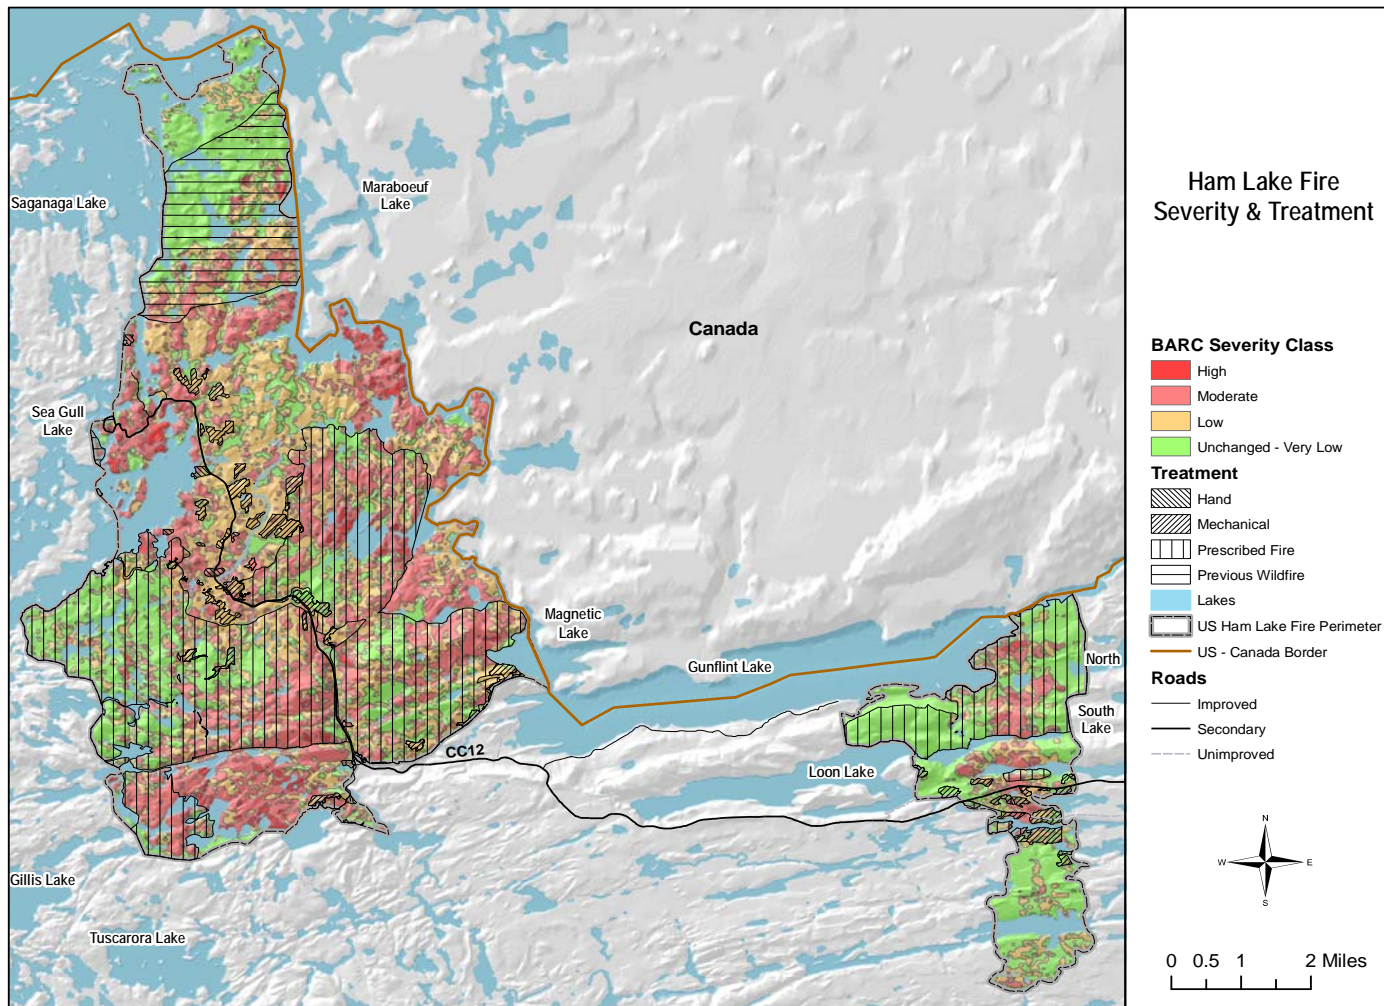 Saganaga Lake
Maraboeuf
Lake
Canada
Sea Gull
Lake
Magnetic
Lake
Gunflint Lake
North
South
Lake
CC12
Loon Lake
Gillis Lake
Tuscarora Lake
Ham Lake Fire
Severity & Treatment
BARC Severity Class
High
Moderate
Low
Unchanged - Very Low
Treatment
Hand
Mechanical
Prescribed Fire
Previous Wildfire
Lakes
US Ham Lake Fire Perimeter
US - Canada Border
Roads
Improved
Secondary
Unimproved
N
W E
S
0 0.5 1 2 Miles